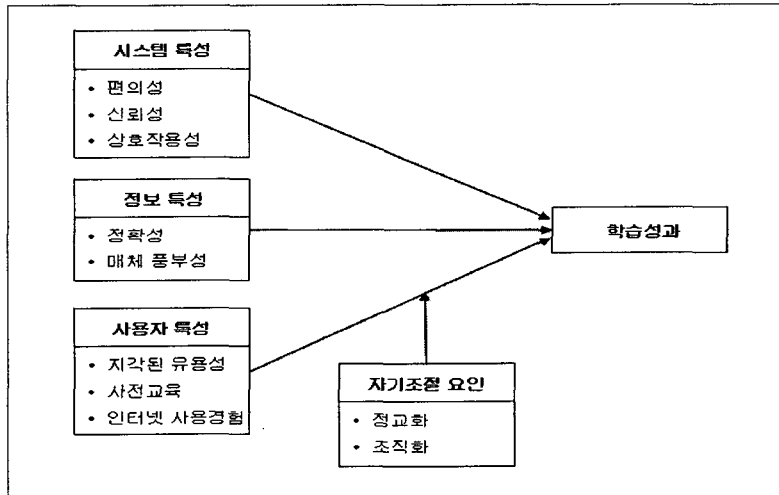 시스템 특성
• 편의성
• 신뢰성
• 상호작용성
정보 특성
• 정확성
• 매체 풍부성
학습성과
사용자 특성
• 지각된 유용성
• 사전교육
• 인터넷 사용경험
자기조절 요인
• 정교화
• 조직화